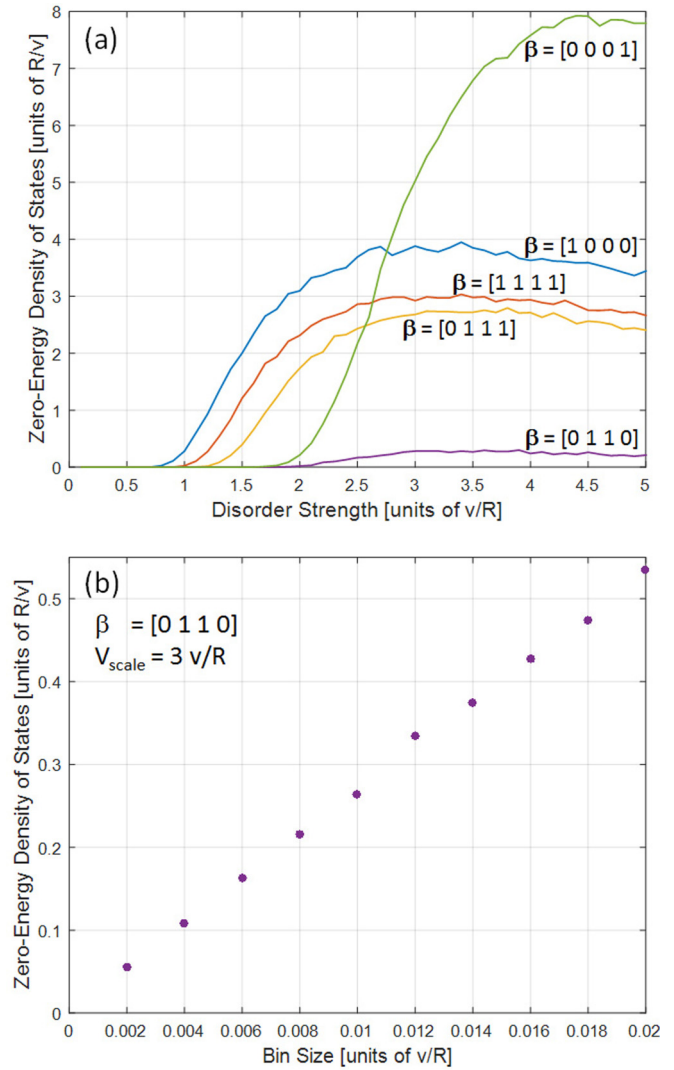 (a)
8
7
6
5
4
3
2
1
0
Zero-Energy Density of States [units of R/v]
β = [0 0 0 1]
β = [1 0 0 0]
β = [1 1 1 1]
β = [0 1 1 1]
β = [0 1 1 0]
0 0.5 1 1.5 2 2.5 3 3.5 4 4.5 5
Disorder Strength [units of v/R]
(b)
β = [0 1 1 0]
Vscale = 3 v/R
0.5
0.4
0.3
0.2
0.1
0
Zero-Energy Density of States [units of R/v]
0 0.002 0.004 0.006 0.008 0.01 0.012 0.014 0.016 0.018 0.02
Bin Size [units of v/R]